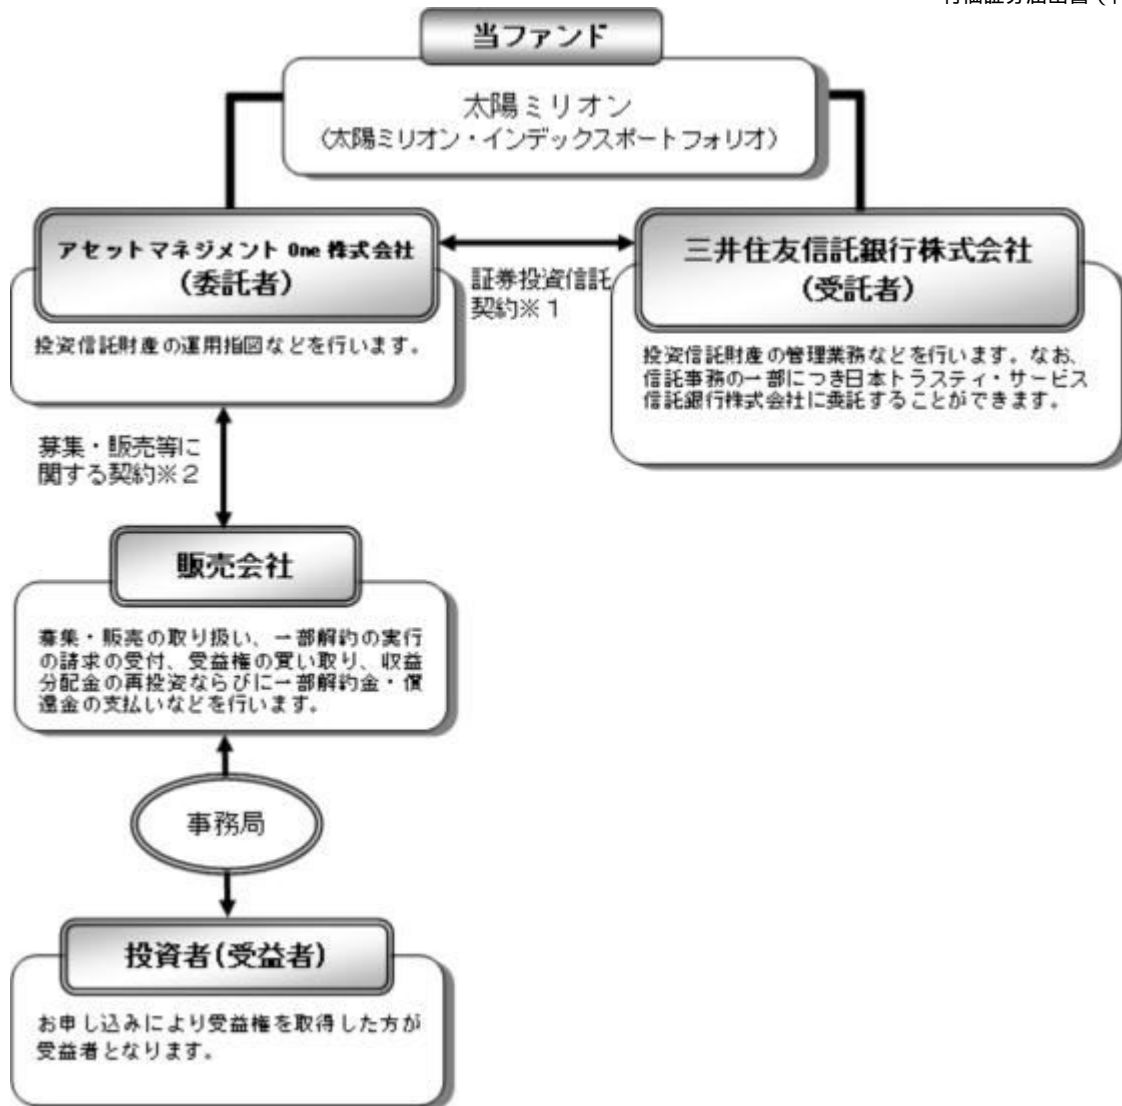 当ファンド
太陽ミリオン
(太陽ミリオン・インデックスポートフォリオ)
アセットマネジメント One 株式会社
(委託者)
投資信託財産の運用指図などを行います。
証券投資信託
契約※1
三井住友信託銀行株式会社
(受託者)
投資信託財産の管理業務などを行います。なお、
信託事務の一部につき日本トラスティ・サービス
信託銀行株式会社に委託することができます。
募集・販売等に
関する契約※2
販売会社
募集・販売の取り扱い、一部解約の実行
の請求の受付、受益権の買い取り、収益
分配金の再投資ならびに一部解約金・償
還金の支払いなどを行います。
事務局
投資者(受益者)
お申し込みにより受益権を取得した方が
受益者となります。